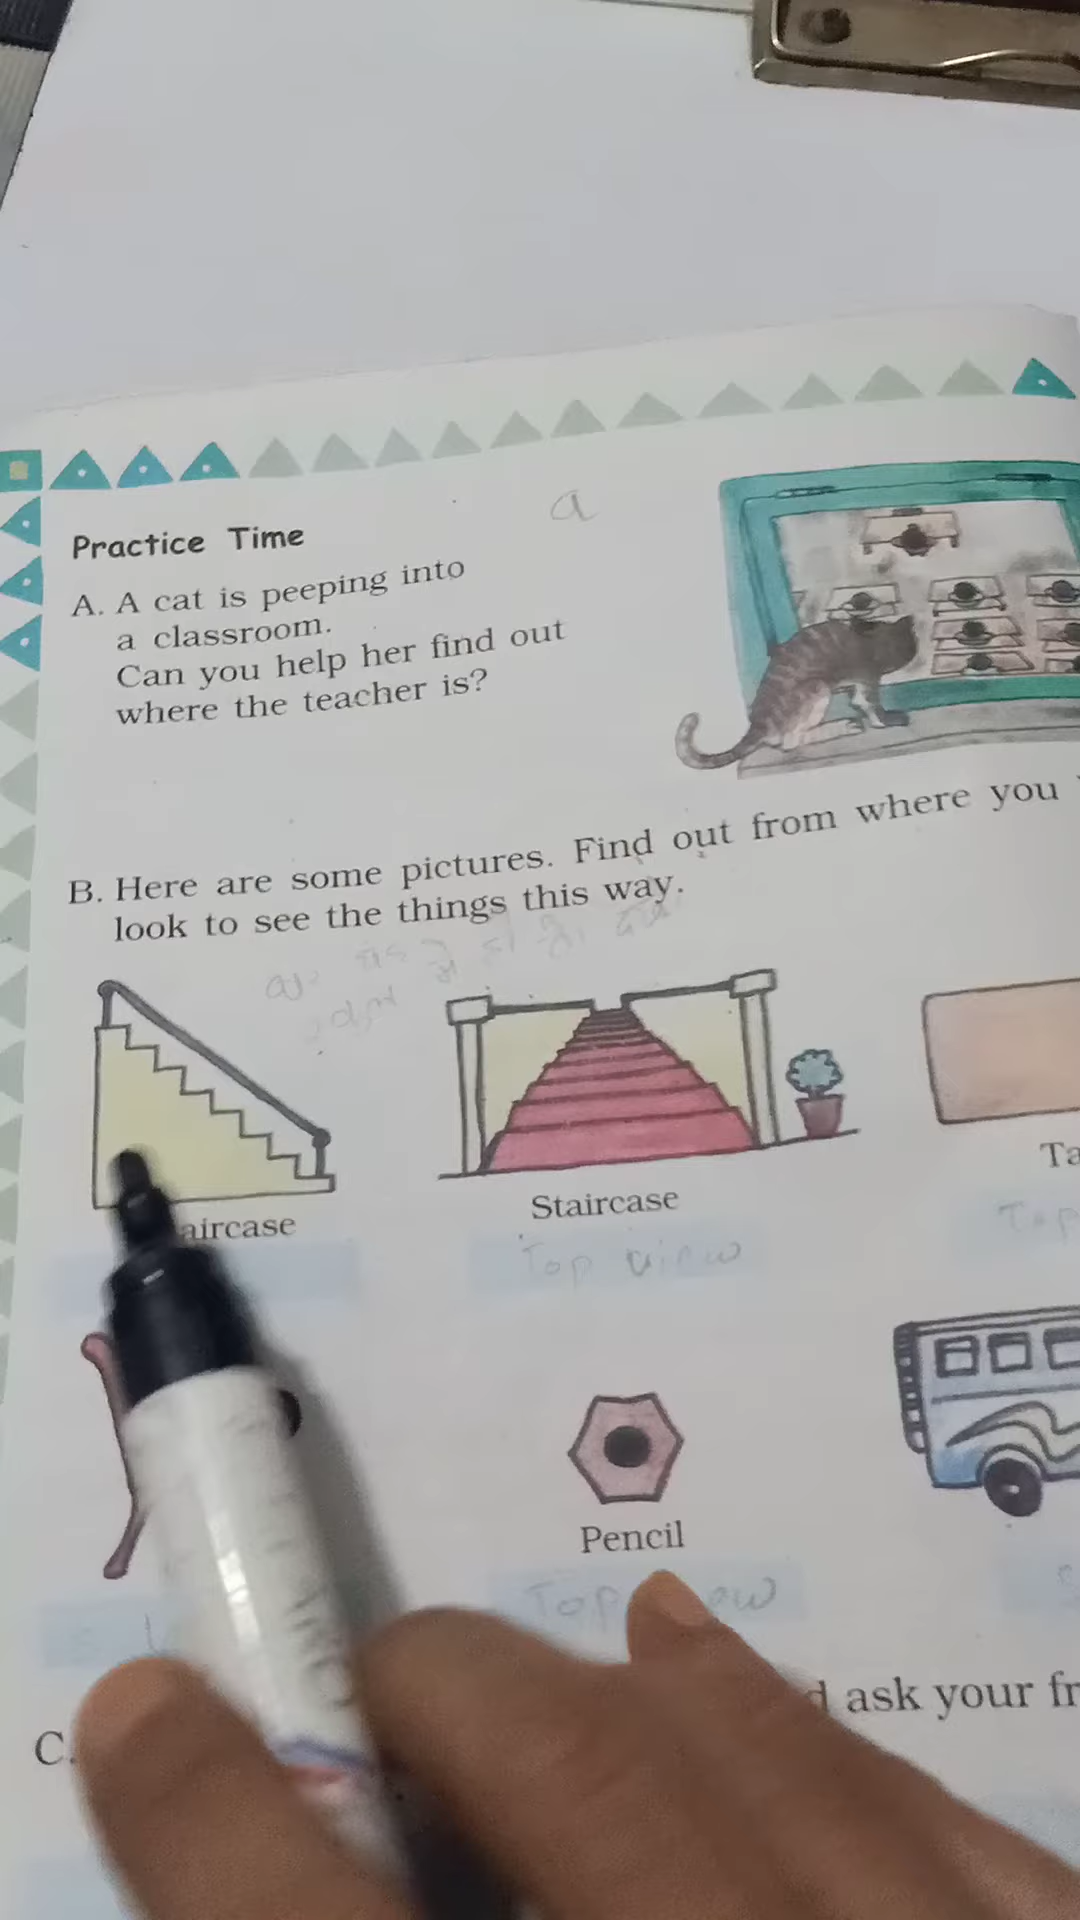 a
Practice Time
A. A cat is peeping into
a classroom.
Can you help her find out
where the teacher is?
B. Here are some pictures. Find out from where you
look to see the things this way.
aircase
Staircase
Ta
Top view
Top
Pencil
Top
ask your fr
C.